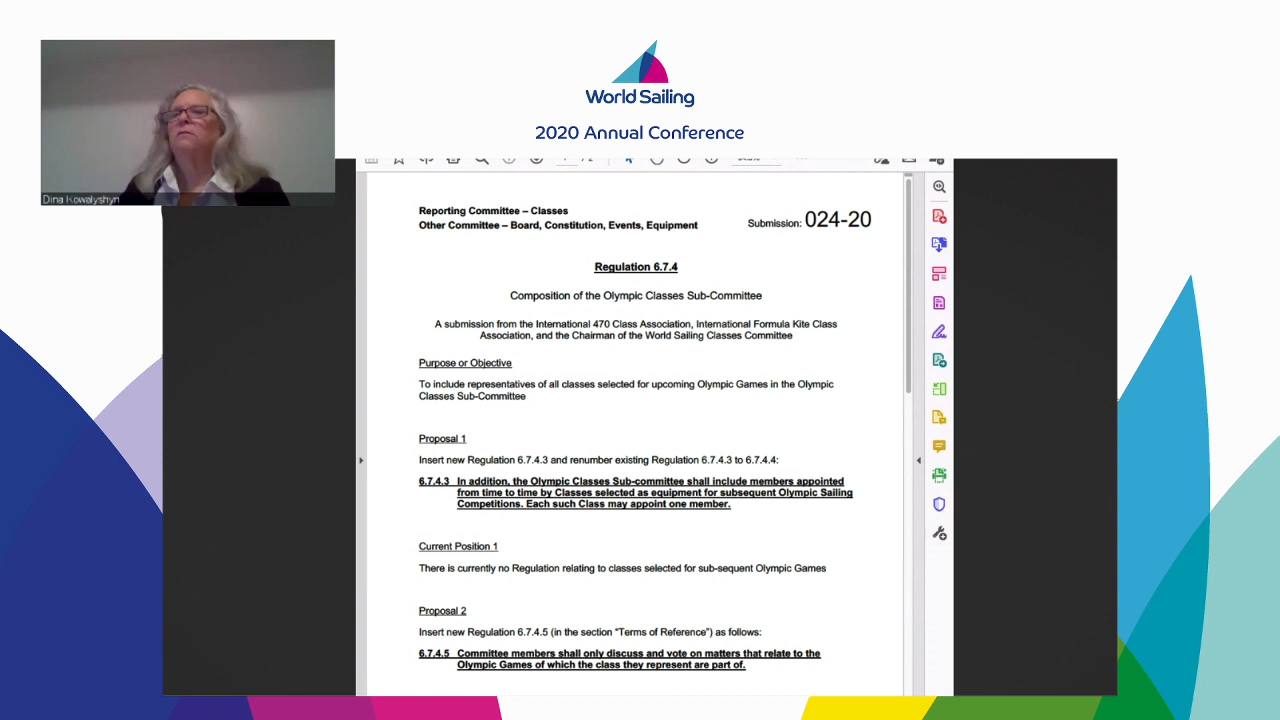 World Sailing
2020 Annual Conference
Dina Kowalyshyn
Reporting Committee – Classes
Other Committee – Board, Constitution, Events, Equipment
Submission: 024-20
Regulation 6.7.4
Composition of the Olympic Classes Sub-Committee
A submission from the International 470 Class Association, International Formula Kite Class
Association, and the Chairman of the World Sailing Classes Committee
Purpose or Objective
To include representatives of all classes selected for upcoming Olympic Games in the Olympic
Classes Sub-Committee
Proposal 1
Insert new Regulation 6.7.4.3 and renumber existing Regulation 6.7.4.3 to 6.7.4.4:
6.7.4.3 In addition, the Olympic Classes Sub-committee shall include members appointed
from time to time by Classes selected as equipment for subsequent Olympic Sailing
Competitions. Each such Class may appoint one member.
Current Position 1
There is currently no Regulation relating to classes selected for sub-sequent Olympic Games
Proposal 2
Insert new Regulation 6.7.4.5 (in the section “Terms of Reference”) as follows:
6.7.4.5 Committee members shall only discuss and vote on matters that relate to the
Olympic Games of which the class they represent are part of.